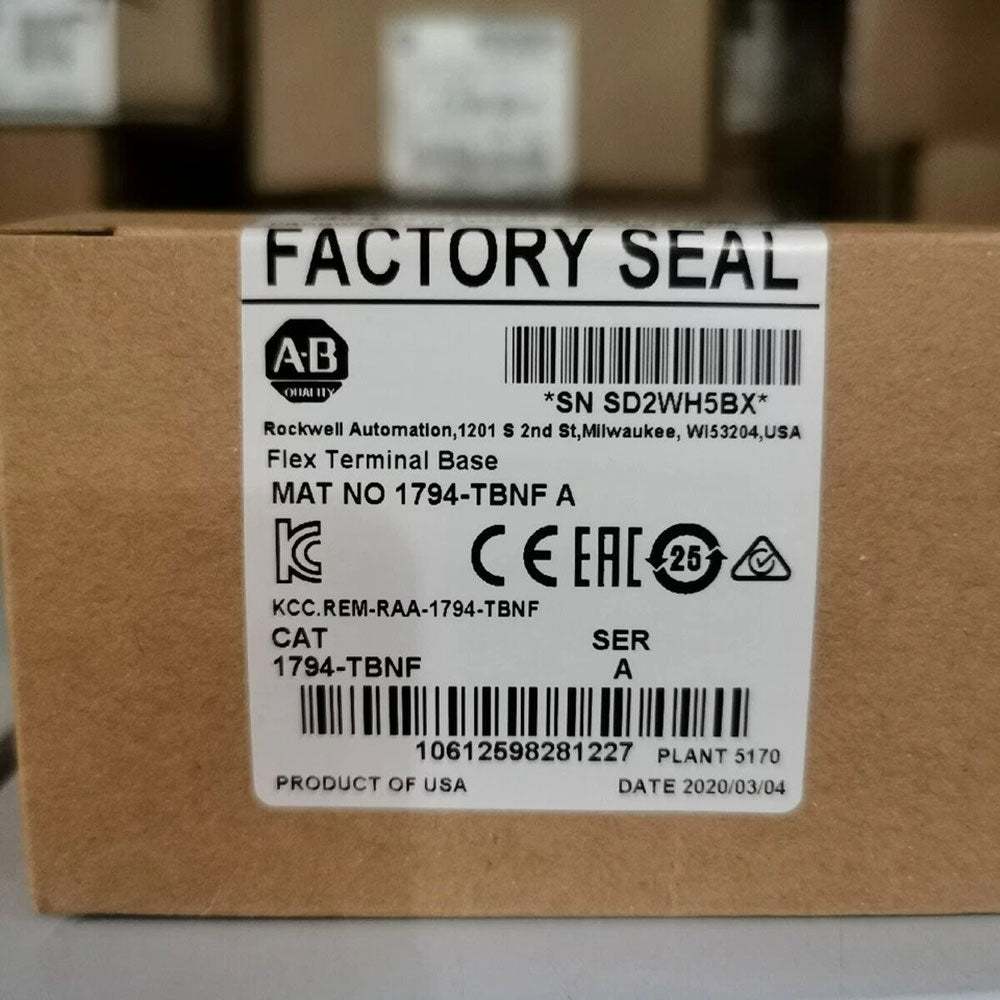 FACTORY SEAL
A-B
QUALITY
*SN SD2WH5BX*
Rockwell Automation,1201 S 2nd St,Milwaukee, WI53204,USA
Flex Terminal Base
MAT NO 1794-TBNF A
KC CE EAC 25
KCC.REM-RAA-1794-TBNF
CAT SER
1794-TBNF A
10612598281227 PLANT 5170
PRODUCT OF USA DATE 2020/03/04